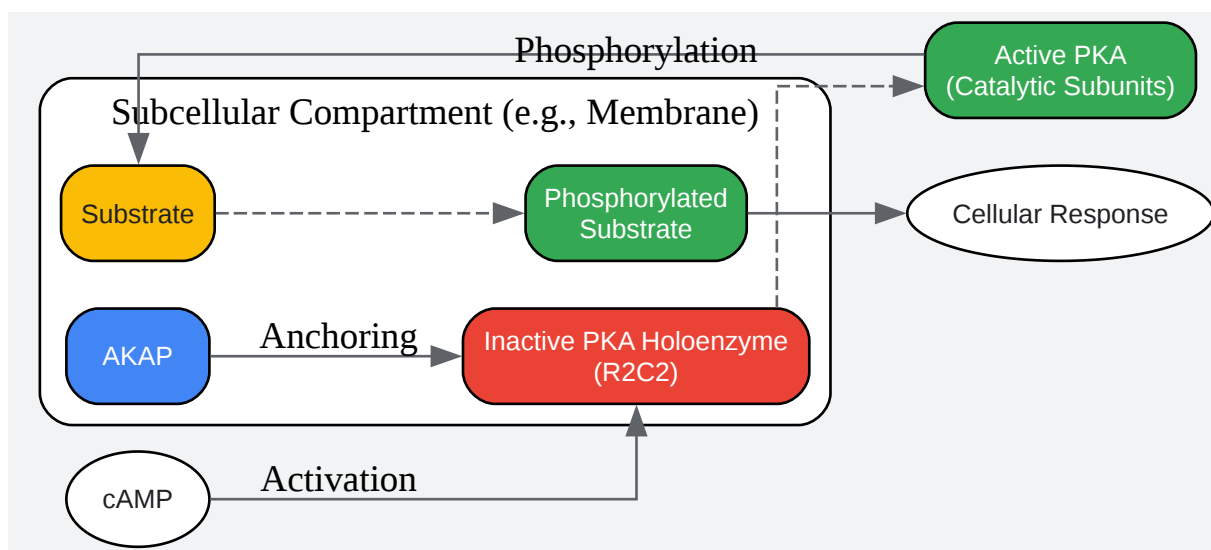 Phosphorylation
Active PKA
(Catalytic Subunits)
Subcellular Compartment (e.g., Membrane)
Substrate
Phosphorylated
Substrate
Cellular Response
AKAP
Anchoring
Inactive PKA Holoenzyme
(R2C2)
cAMP
Activation